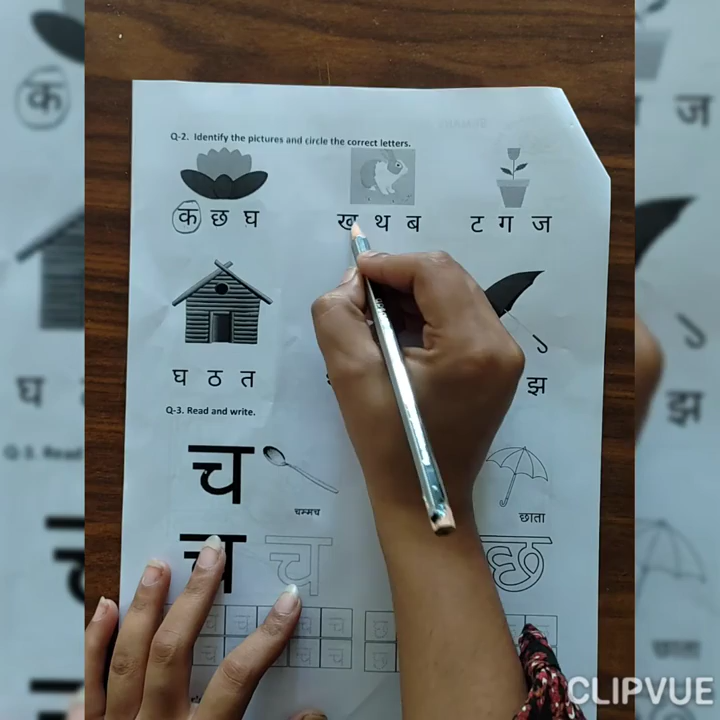 Q-2. Identify the pictures and circle the correct letters.
क छ घ
ख थ ब
ट ग ज
घ ठ त
झ
Q-3. Read and write.
च
चम्मच
छाता
च च
छ
च च च च
च च च
CLIPVUE